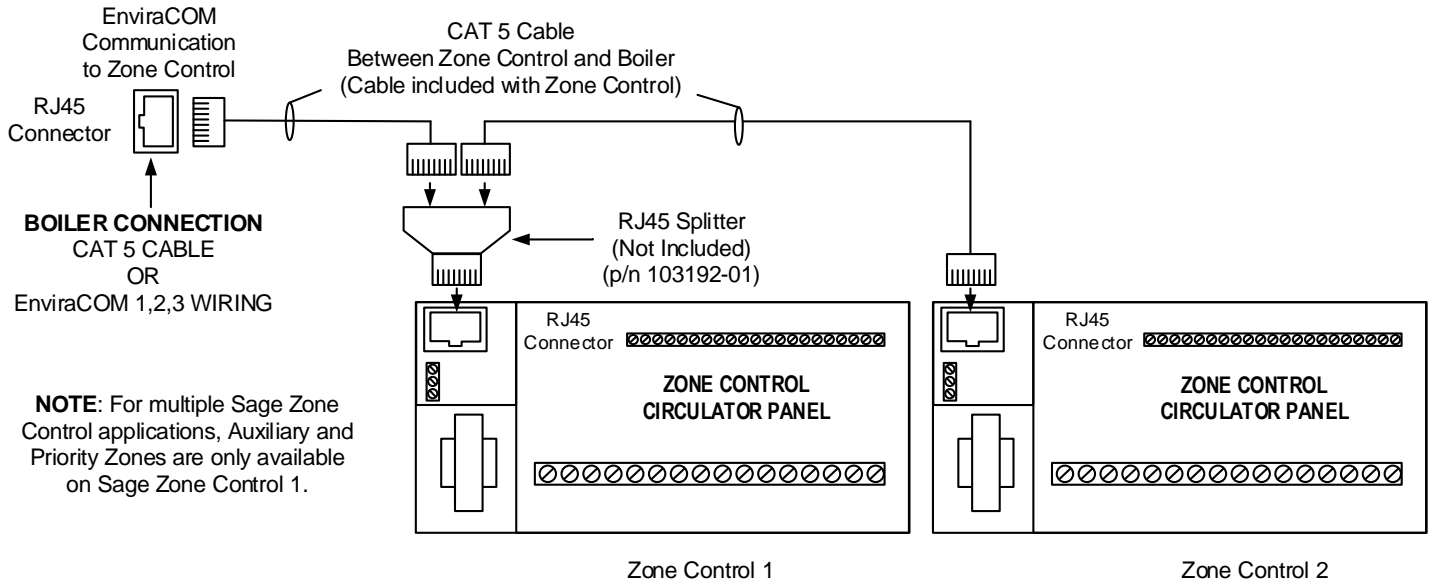 EnviraCOM
Communication
to Zone Control
RJ45
Connector
CAT 5 Cable
Between Zone Control and Boiler
(Cable included with Zone Control)
BOILER CONNECTION
CAT 5 CABLE
OR
EnviraCOM 1,2,3 WIRING
RJ45 Splitter
(Not Included)
(p/n 103192-01)
NOTE: For multiple Sage Zone
Control applications, Auxiliary and
Priority Zones are only available
on Sage Zone Control 1.
RJ45
Connector
ZONE CONTROL
CIRCULATOR PANEL
Zone Control 1
RJ45
Connector
ZONE CONTROL
CIRCULATOR PANEL
Zone Control 2